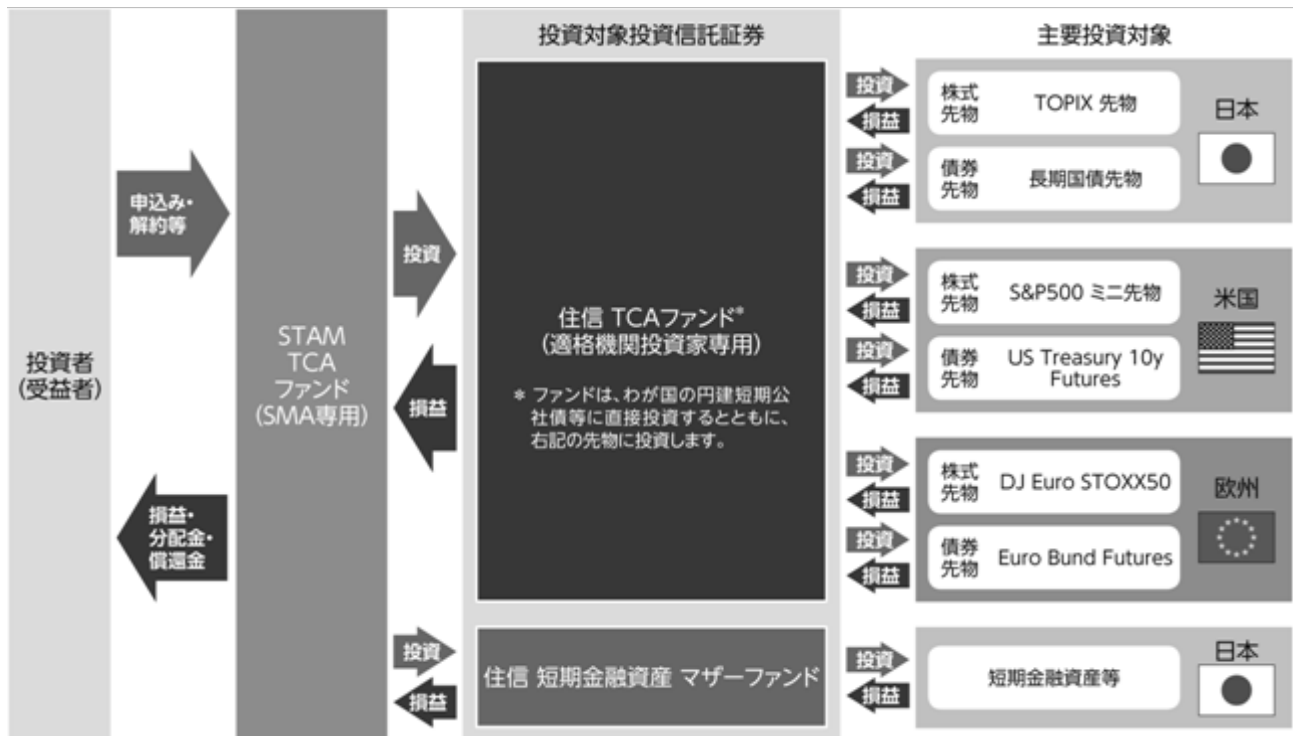 投資対象投資信託証券
主要投資対象
投資者
(受益者)
申込み・
解約等
損益・
分配金・
償還金
STAM
TCA
ファンド
(SMA専用)
投資
損益
投資
損益
住信 TCAファンド*
(適格機関投資家専用)
* ファンドは、わが国の円建短期公
社債等に直接投資するとともに、
右記の先物に投資します。
住信 短期金融資産 マザーファンド
投資
損益
株式
先物
TOPIX 先物
投資
損益
債券
先物
長期国債先物
日本
投資
損益
株式
先物
S&P500 ミニ先物
投資
損益
債券
先物
US Treasury 10y
Futures
米国
投資
損益
株式
先物
DJ Euro STOXX50
投資
損益
債券
先物
Euro Bund Futures
欧州
投資
損益
短期金融資産等
日本